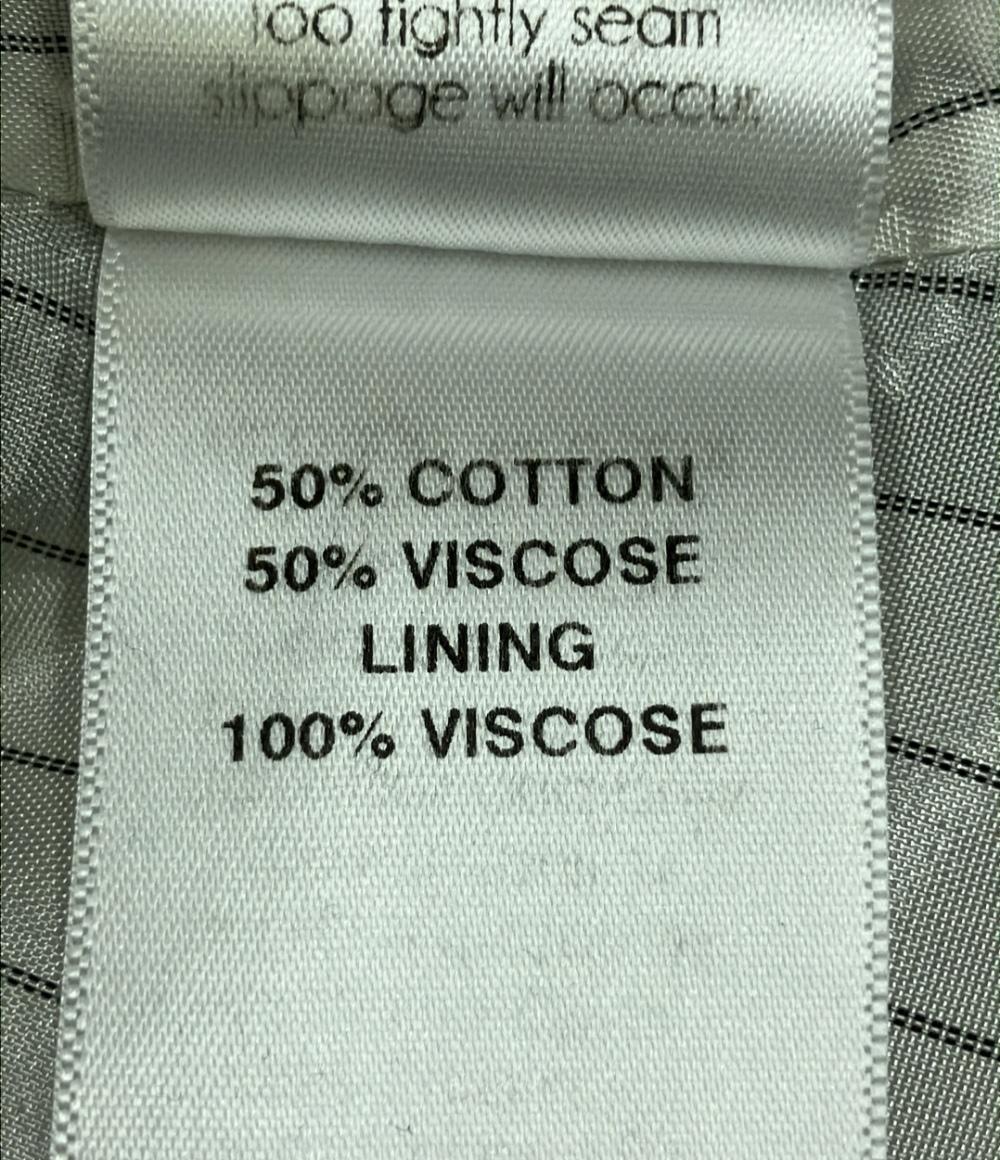 Too tightly seam
slippage will occur.
50% COTTON
50% VISCOSE
LINING
100% VISCOSE